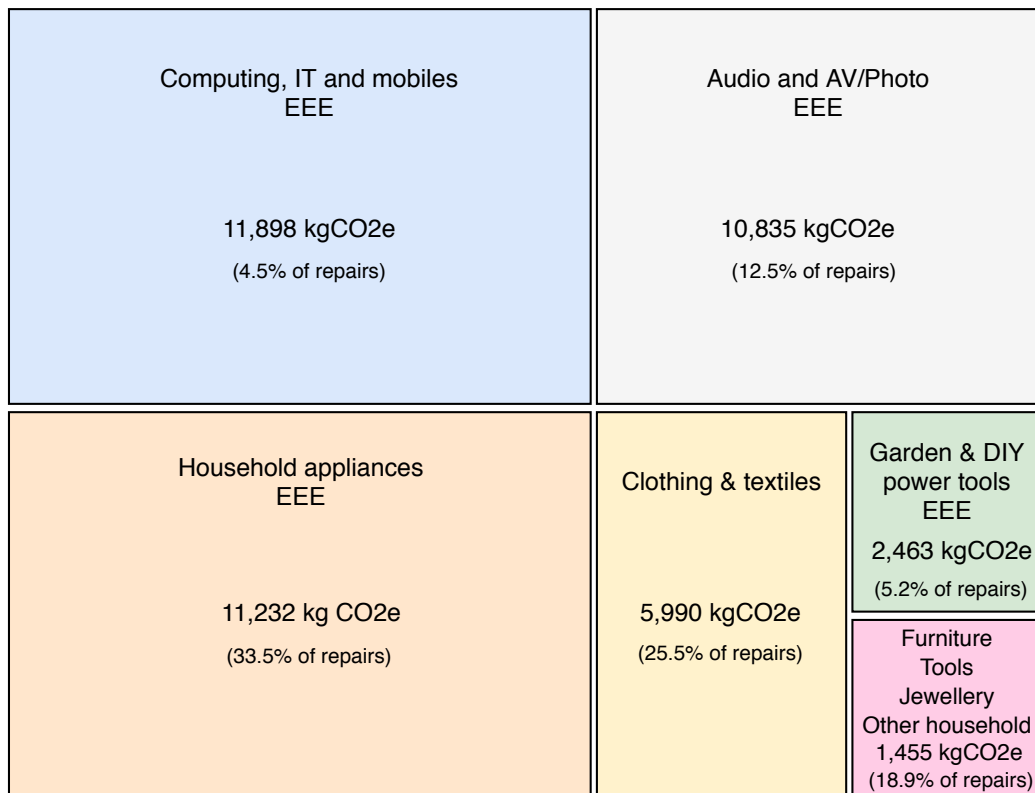 Computing, IT and mobiles
EEE
11,898 kgCO2e
(4.5% of repairs)
Audio and AV/Photo
EEE
10,835 kgCO2e
(12.5% of repairs)
Household appliances
EEE
11,232 kg CO2e
(33.5% of repairs)
Clothing & textiles
5,990 kgCO2e
(25.5% of repairs)
Garden & DIY
power tools
EEE
2,463 kgCO2e
(5.2% of repairs)
Furniture
Tools
Jewellery
Other household
1,455 kgCO2e
(18.9% of repairs)